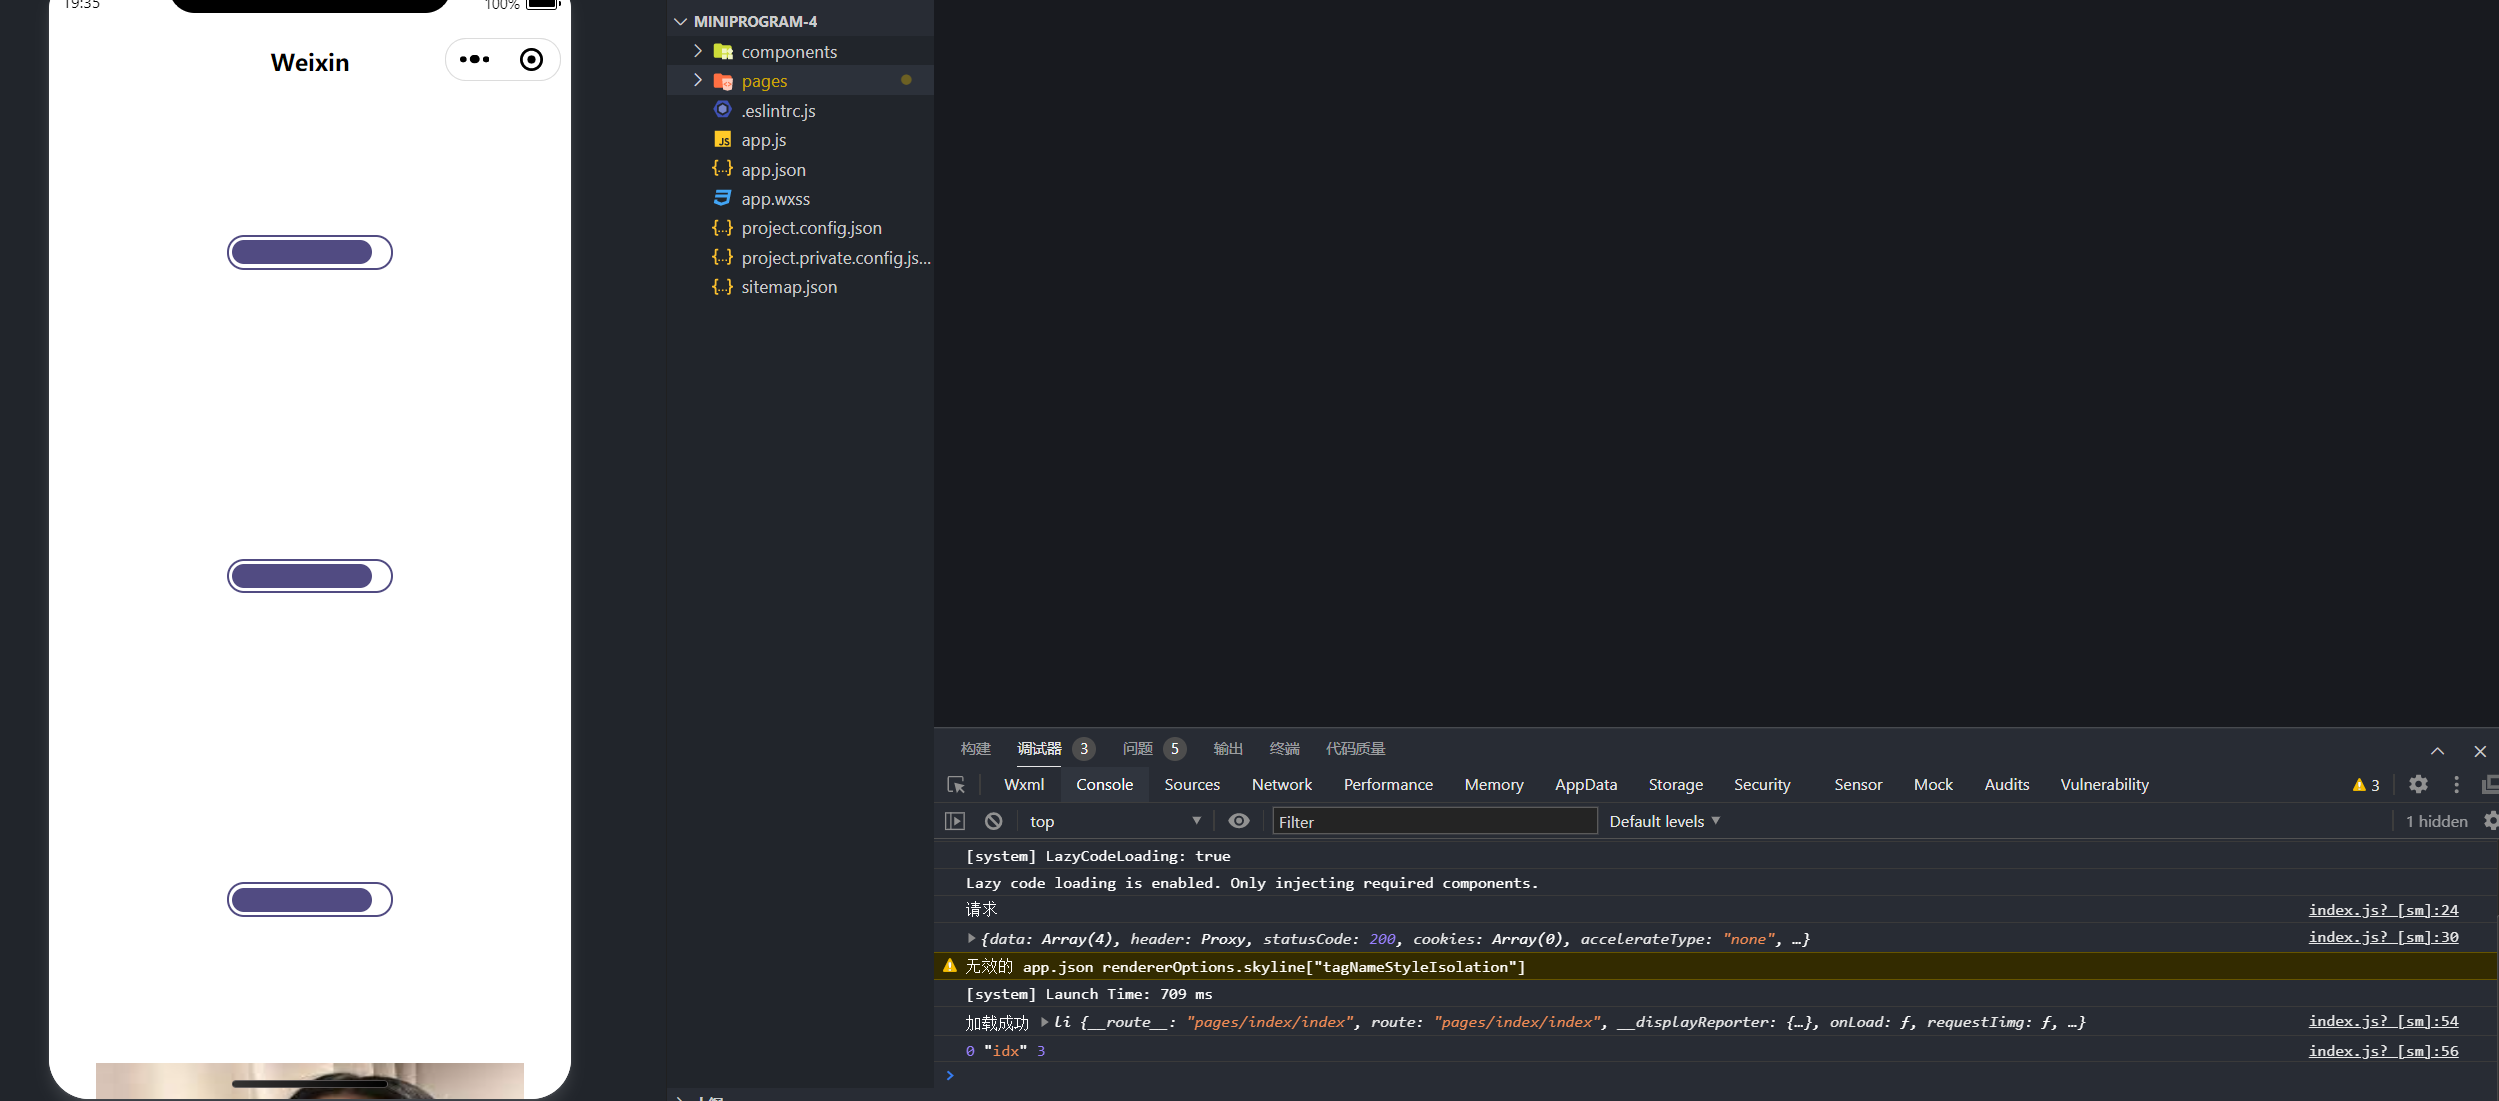 19:35
100%
Weixin
MINIPROGRAM-4
components
pages
.eslintrc.js
app.js
app.json
app.wxss
project.config.json
project.private.config.js...
sitemap.json
构建 调试器 3 问题 5 输出 终端 代码质量
Wxml Console Sources Network Performance Memory AppData Storage Security Sensor Mock Audits Vulnerability 3
top Filter Default levels 1 hidden
[system] LazyCodeLoading: true
Lazy code loading is enabled. Only injecting required components.
请求 index.js? [sm]:24
{data: Array(4), header: Proxy, statusCode: 200, cookies: Array(0), accelerateType: "none", …} index.js? [sm]:30
无效的 app.json rendererOptions.skyline["tagNameStyleIsolation"]
[system] Launch Time: 709 ms
加载成功 li {__route__: "pages/index/index", route: "pages/index/index", __displayReporter: {…}, onLoad: ƒ, requestIimg: ƒ, …} index.js? [sm]:54
0 "idx" 3 index.js? [sm]:56